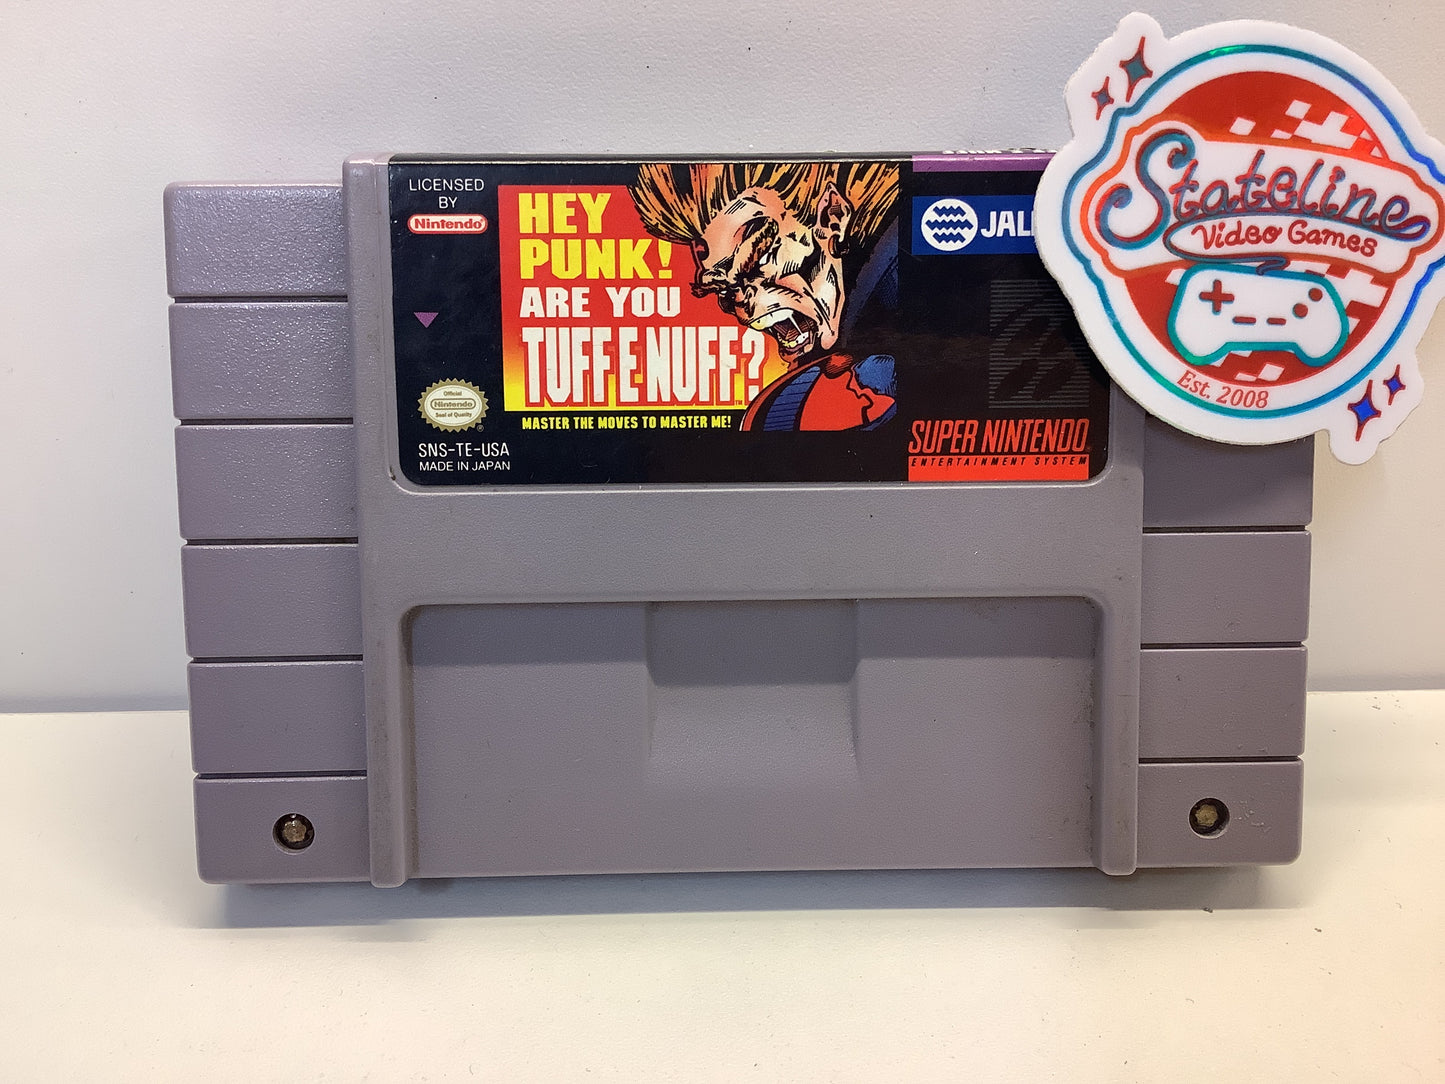 LICENSED
BY
Nintendo
HEY
PUNK!
ARE YOU
TUFF E NUFF?
TM
MASTER THE MOVES TO MASTER ME!
Official
Nintendo
Seal of Quality
SNS-TE-USA
MADE IN JAPAN
SUPER NINTENDO
ENTERTAINMENT SYSTEM
Stateline
Video Games
Est. 2008